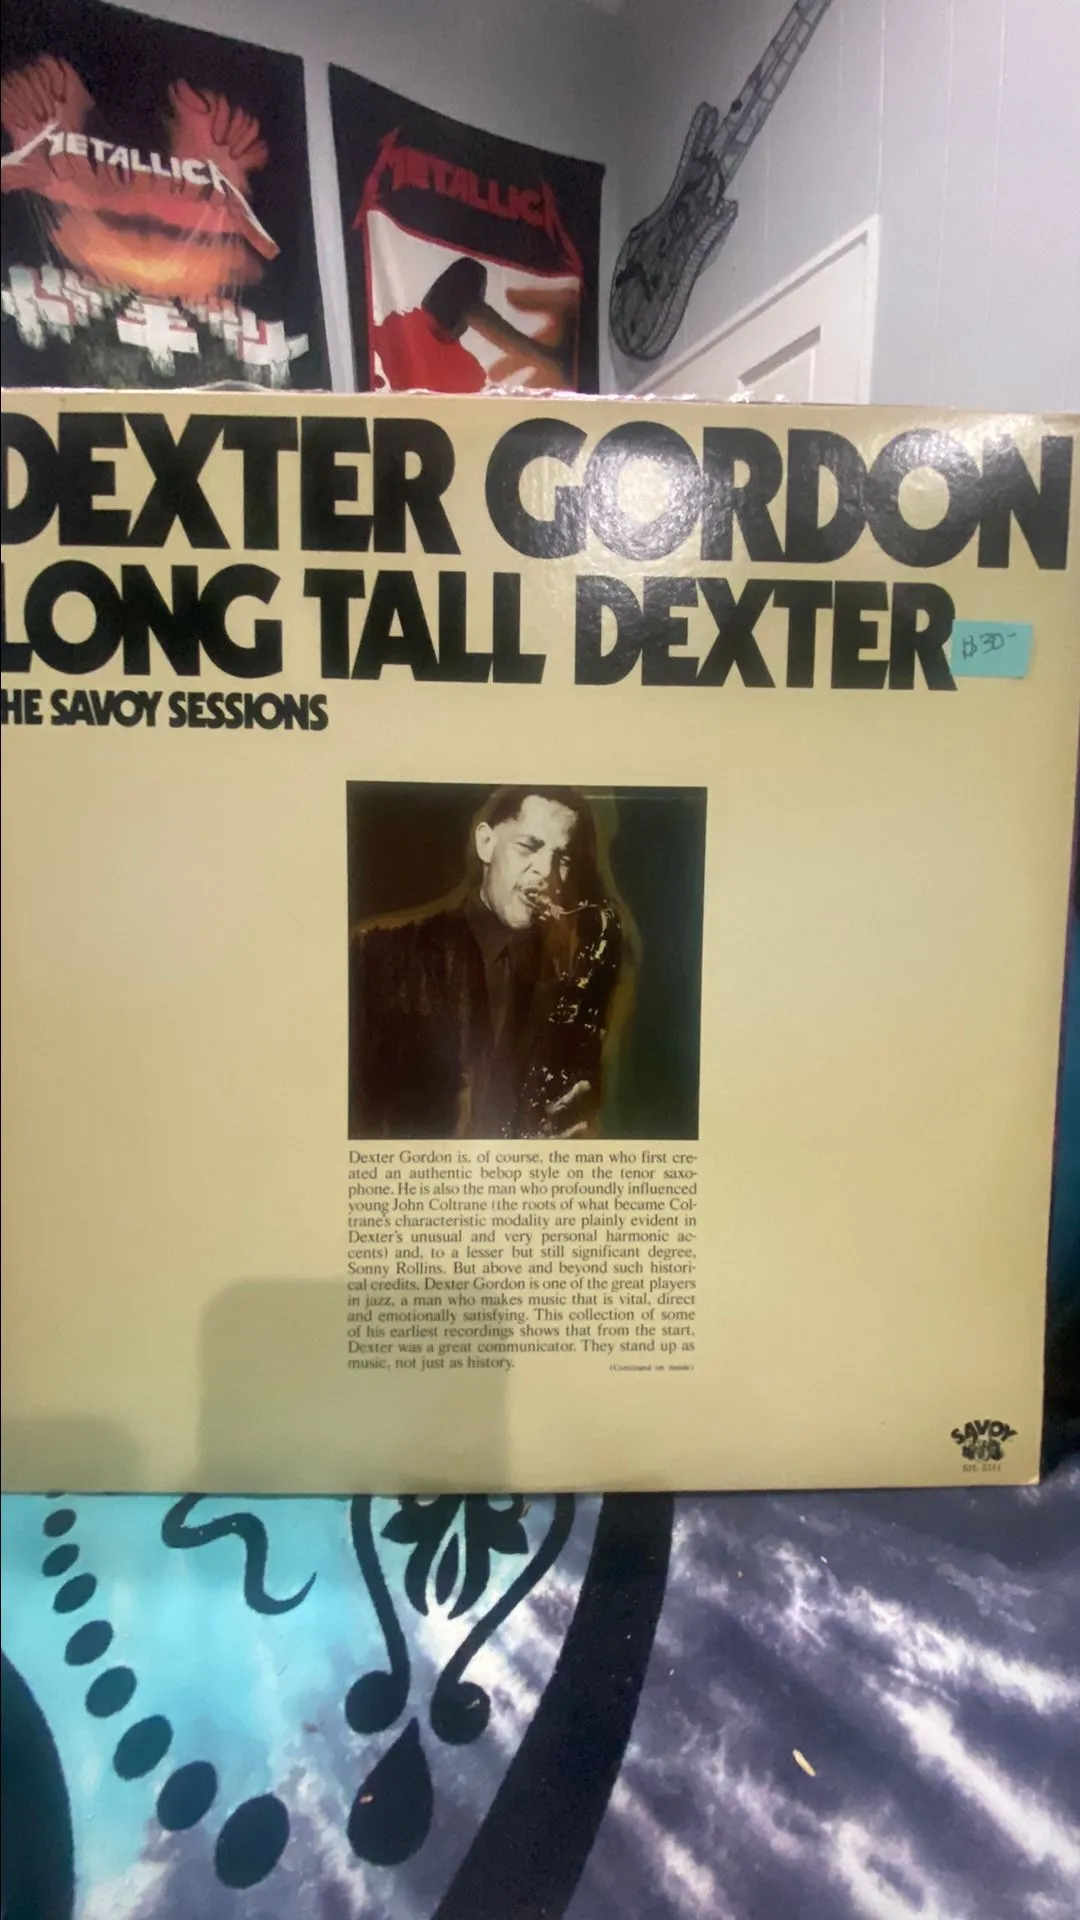 METALLICA
METALLICA
DEXTER GORDON
LONG TALL DEXTER
$30-
HE SAVOY SESSIONS
Dexter Gordon is, of course, the man who first cre-
ated an authentic bebop style on the tenor saxo-
phone. He is also the man who profoundly influenced
young John Coltrane (the roots of what became Col-
trane's characteristic modality are plainly evident in
Dexter's unusual and very personal harmonic ac-
cents) and, to a lesser but still significant degree,
Sonny Rollins. But above and beyond such histori-
cal credits, Dexter Gordon is one of the great players
in jazz, a man who makes music that is vital, direct
and emotionally satisfying. This collection of some
of his earliest recordings shows that from the start,
Dexter was a great communicator. They stand up as
music, not just as history.
(Continued on inside)
SAVOY